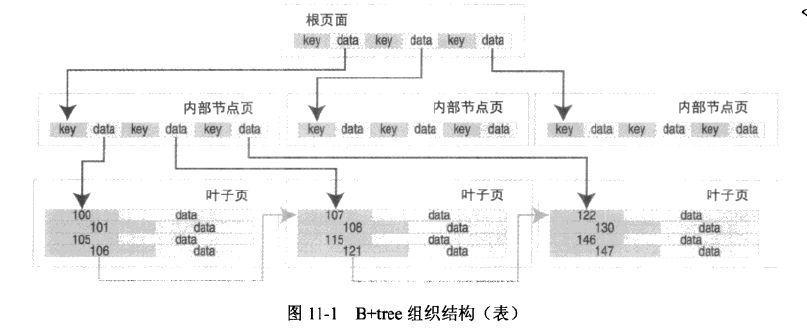 根页面
key data key data key data
内部节点页 内部节点页 内部节点页
key data key data key data key data key data key data key data key data key data
叶子页 叶子页 叶子页
100 data 107 data 122 data
101 data 108 data 130 data
105 data 115 data 146 data
106 data 121 data 147 data
图 11-1 B+tree 组织结构（表）